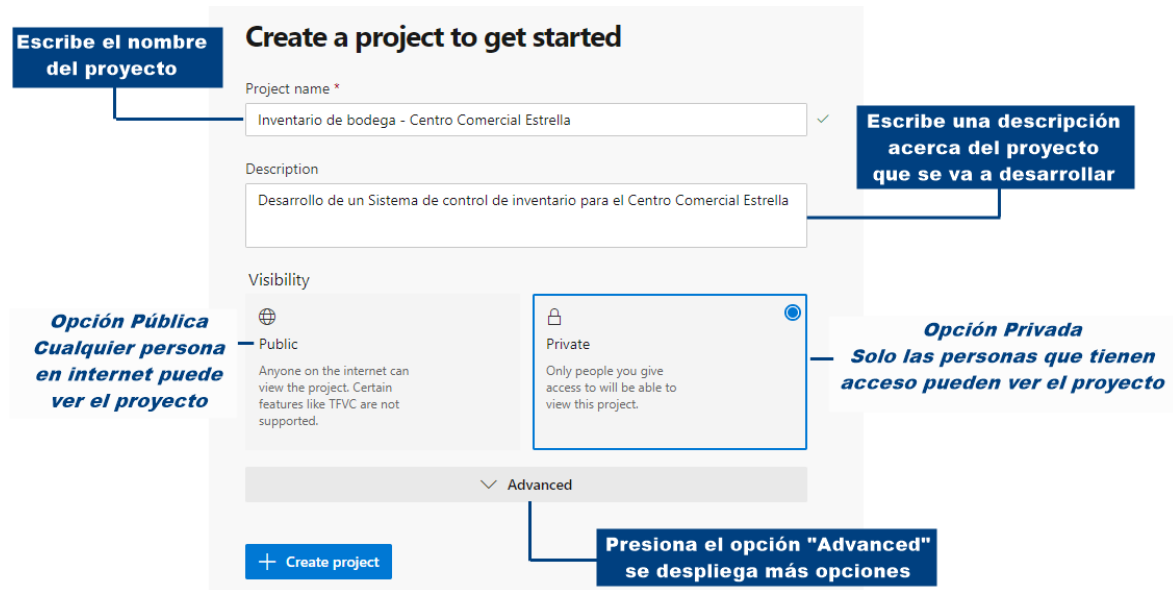 Escribe el nombre
del proyecto
Create a project to get started
Project name *
Inventario de bodega - Centro Comercial Estrella
Escribe una descripción
acerca del proyecto
que se va a desarrollar
Description
Desarrollo de un Sistema de control de inventario para el Centro Comercial Estrella
Visibility
Opción Pública
Cualquier persona
en internet puede
ver el proyecto
Public
Anyone on the internet can
view the project. Certain
features like TFVC are not
supported.
Private
Only people you give
access to will be able to
view this project.
Opción Privada
Solo las personas que tienen
acceso pueden ver el proyecto
Advanced
Presiona el opción "Advanced"
se despliega más opciones
+ Create project